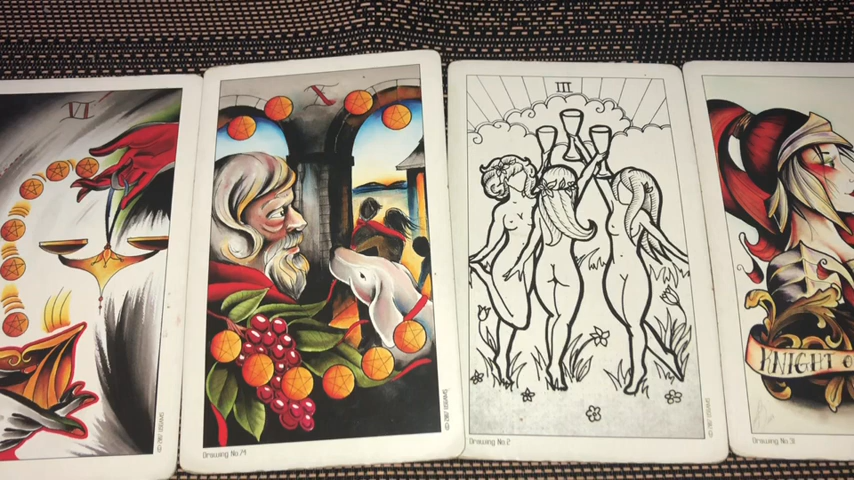 VI
X
III
Drawing No.74
Drawing No.2
KNIGHT O
Drawing No.31